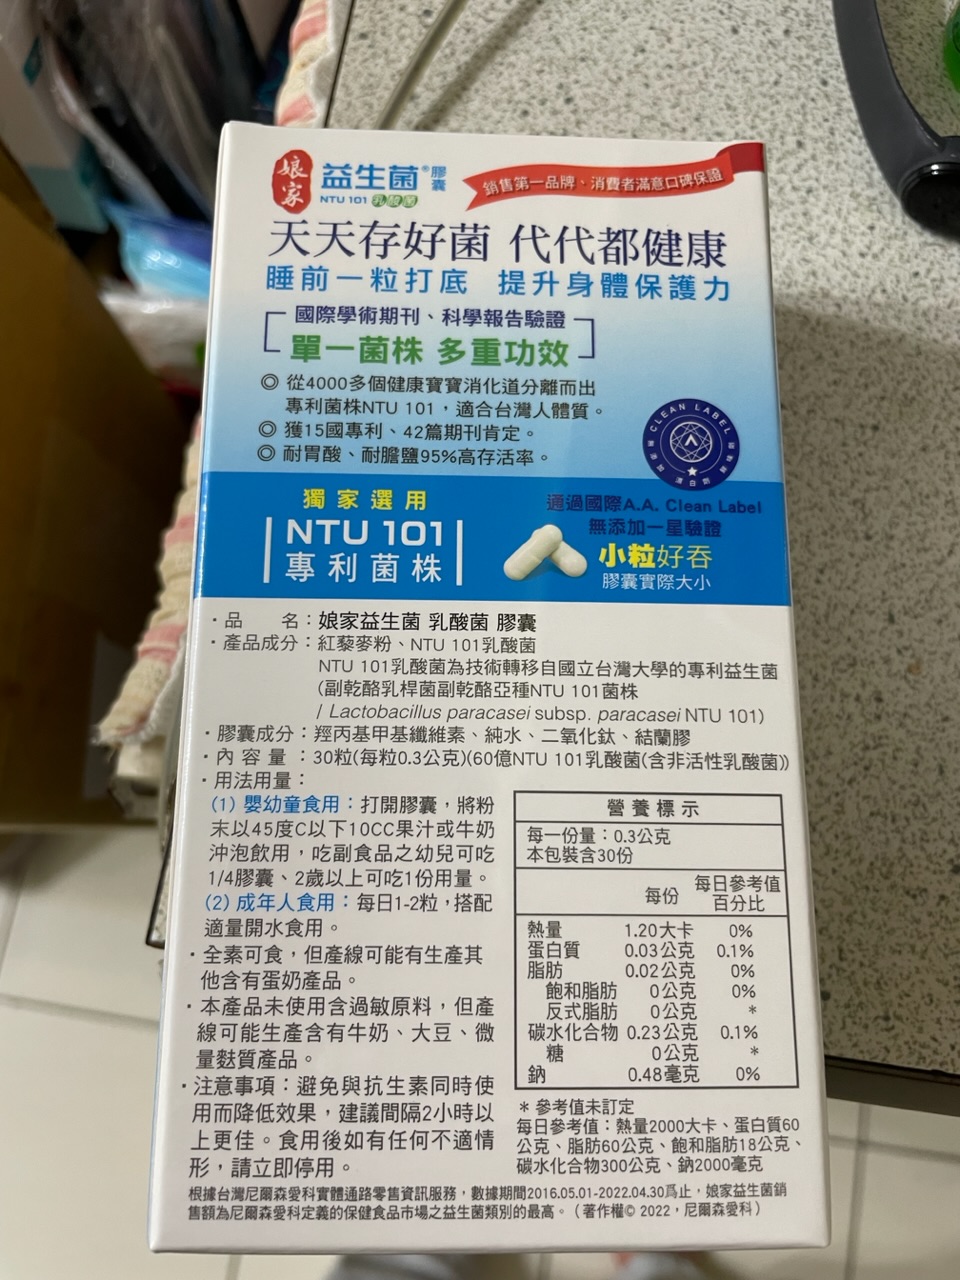 娘家
益生菌®膠囊
NTU 101 乳酸菌
銷售第一品牌、消費者滿意口碑保證
天天存好菌 代代都健康
睡前一粒打底 提升身體保護力
國際學術期刊、科學報告驗證
單一菌株 多重功效
◎ 從4000多個健康寶寶消化道分離而出
專利菌株NTU 101，適合台灣人體質。
◎ 獲15國專利、42篇期刊肯定。
◎ 耐胃酸、耐膽鹽95%高存活率。
CLEAN LABEL
獨家選用
NTU 101
專利菌株
通過國際A.A. Clean Label
無添加一星驗證
小粒好吞
膠囊實際大小
・品 名：娘家益生菌 乳酸菌 膠囊
・產品成分：紅藜麥粉、NTU 101乳酸菌
NTU 101乳酸菌為技術轉移自國立台灣大學的專利益生菌
(副乾酪乳桿菌副乾酪亞種NTU 101菌株
/ Lactobacillus paracasei subsp. paracasei NTU 101)
・膠囊成分：羥丙基甲基纖維素、純水、二氧化鈦、結蘭膠
・內容量：30粒(每粒0.3公克)(60億NTU 101乳酸菌(含非活性乳酸菌))
・用法用量：
(1) 嬰幼童食用：打開膠囊，將粉
末以45度C以下10CC果汁或牛奶
沖泡飲用，吃副食品之幼兒可吃
1/4膠囊、2歲以上可吃1份用量。
(2) 成年人食用：每日1-2粒，搭配
適量開水食用。
・全素可食，但產線可能有生產其
他含有蛋奶產品。
・本產品未使用含過敏原料，但產
線可能生產含有牛奶、大豆、微
量麩質產品。
・注意事項：避免與抗生素同時使
用而降低效果，建議間隔2小時以
上更佳。食用後如有任何不適情
形，請立即停用。
營養標示
每一份量：0.3公克
本包裝含30份
每份 每日參考值百分比
熱量 1.20大卡 0%
蛋白質 0.03公克 0.1%
脂肪 0.02公克 0%
飽和脂肪 0公克 0%
反式脂肪 0公克 *
碳水化合物 0.23公克 0.1%
糖 0公克 *
鈉 0.48毫克 0%
* 參考值未訂定
每日參考值：熱量2000大卡、蛋白質60
公克、脂肪60公克、飽和脂肪18公克、
碳水化合物300公克、鈉2000毫克
根據台灣尼爾森愛科實體通路零售資訊服務，數據期間2016.05.01-2022.04.30為止，娘家益生菌銷
售額為尼爾森愛科定義的保健食品市場之益生菌類別的最高。（著作權© 2022，尼爾森愛科）